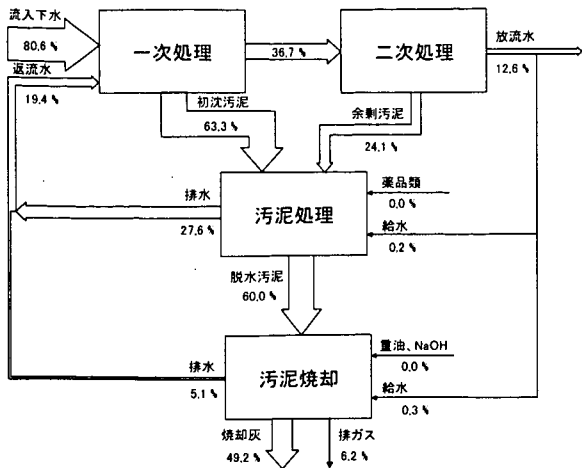 流入下水
80.6 %
返流水
19.4 %
一次処理
36.7 %
二次処理
放流水
12.6 %
初沈汚泥
63.3 %
余剰汚泥
24.1 %
汚泥処理
薬品類
0.0 %
給水
0.2 %
排水
27.6 %
脱水汚泥
60.0 %
汚泥焼却
重油、NaOH
0.0 %
給水
0.3 %
排水
5.1 %
焼却灰
49.2 %
排ガス
6.2 %